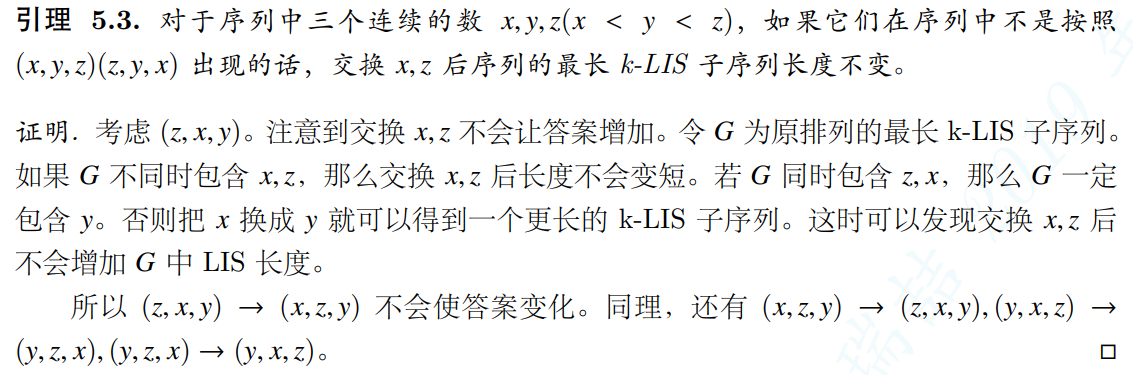 引理 5.3. 对于序列中三个连续的数 x, y, z(x < y < z)，如果它们在序列中不是按照
(x, y, z)(z, y, x) 出现的话，交换 x, z 后序列的最长 k-LIS 子序列长度不变。
证明. 考虑 (z, x, y)。注意到交换 x, z 不会让答案增加。令 G 为原排列的最长 k-LIS 子序列。
如果 G 不同时包含 x, z，那么交换 x, z 后长度不会变短。若 G 同时包含 z, x，那么 G 一定
包含 y。否则把 x 换成 y 就可以得到一个更长的 k-LIS 子序列。这时可以发现交换 x, z 后
不会增加 G 中 LIS 长度。
所以 (z, x, y) → (x, z, y) 不会使答案变化。同理，还有 (x, z, y) → (z, x, y), (y, x, z) →
(y, z, x), (y, z, x) → (y, x, z)。 □